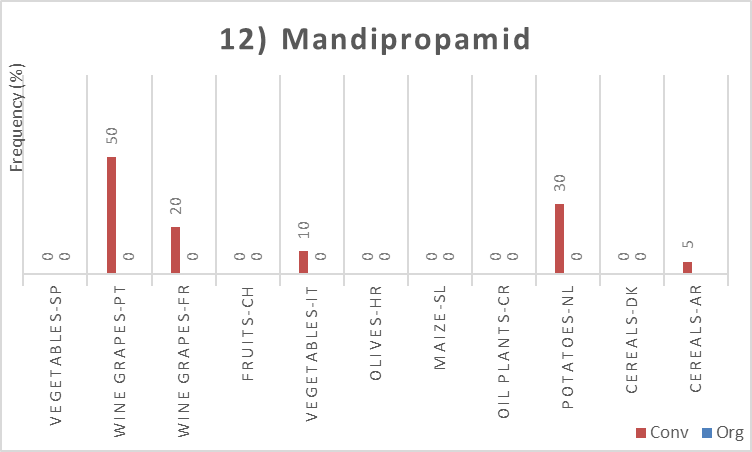 12) Mandipropamid
Frequency (%)
0 0
50 0
20 0
0 0
10 0
0 0
0 0
0 0
30 0
0 0
5
VEGETABLES-SP
WINE GRAPES-PT
WINE GRAPES-FR
FRUITS-CH
VEGETABLES-IT
OLIVES-HR
MAIZE-SL
OIL PLANTS-CR
POTATOES-NL
CEREALS-DK
CEREALS-AR
Conv Org